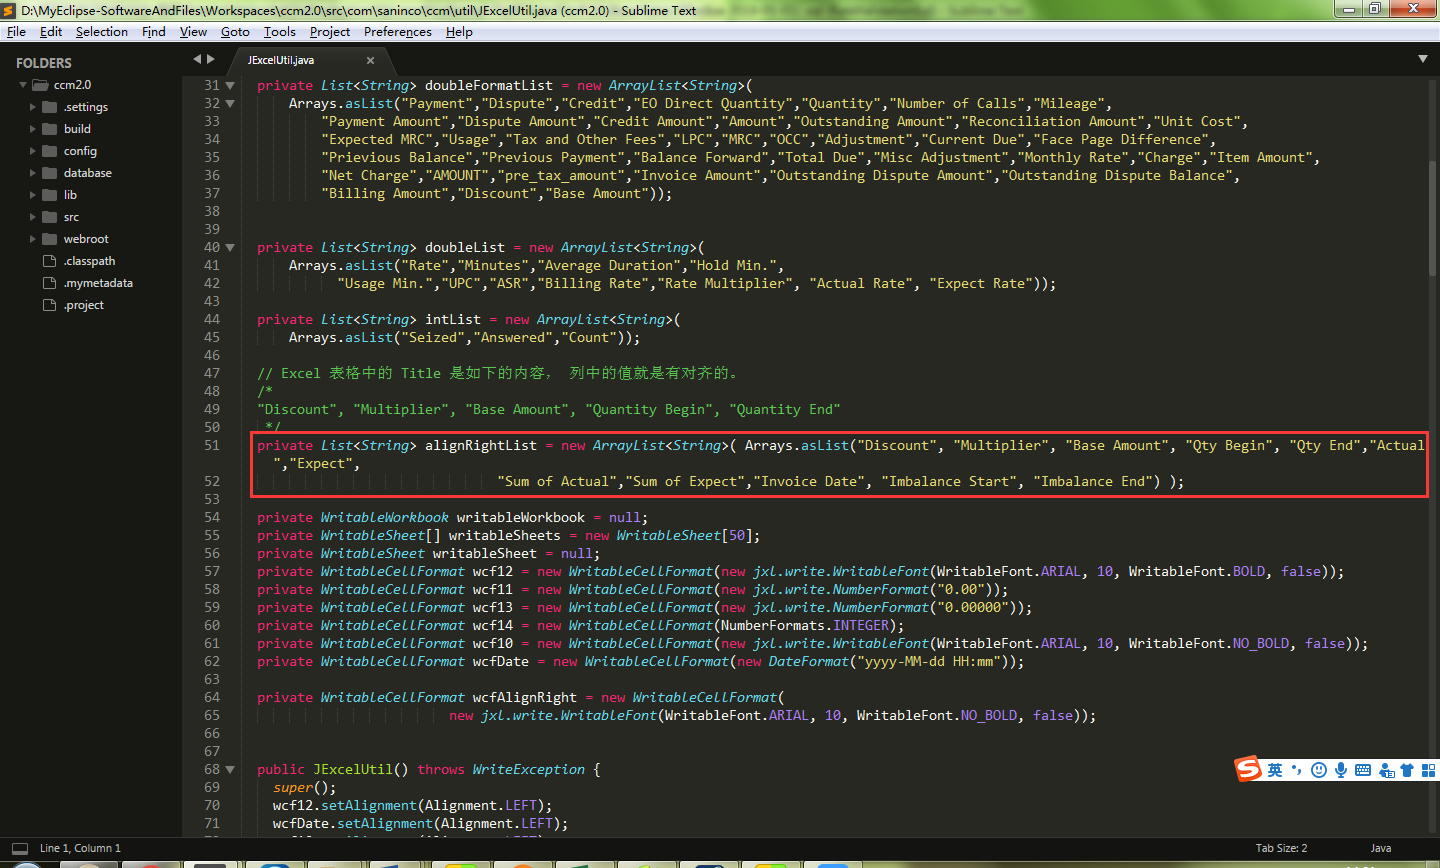 D:\MyEclipse-SoftwareAndFiles\Workspaces\ccm2.0\src\com\saninco\ccm\util\JExcelUtil.java (ccm2.0) - Sublime Text
File Edit Selection Find View Goto Tools Project Preferences Help
FOLDERS
ccm2.0
.settings
build
config
database
lib
src
webroot
.classpath
.mymetadata
.project
JExcelUtil.java
31 private List<String> doubleFormatList = new ArrayList<String>(
32 Arrays.asList("Payment","Dispute","Credit","EO Direct Quantity","Quantity","Number of Calls","Mileage",
33 "Payment Amount","Dispute Amount","Credit Amount","Amount","Outstanding Amount","Reconciliation Amount","Unit Cost",
34 "Expected MRC","Usage","Tax and Other Fees","LPC","MRC","OCC","Adjustment","Current Due","Face Page Difference",
35 "Prievious Balance","Previous Payment","Balance Forward","Total Due","Misc Adjustment","Monthly Rate","Charge","Item Amount",
36 "Net Charge","AMOUNT","pre_tax_amount","Invoice Amount","Outstanding Dispute Amount","Outstanding Dispute Balance",
37 "Billing Amount","Discount","Base Amount"));
38
39
40 private List<String> doubleList = new ArrayList<String>(
41 Arrays.asList("Rate","Minutes","Average Duration","Hold Min.",
42 "Usage Min.","UPC","ASR","Billing Rate","Rate Multiplier", "Actual Rate", "Expect Rate"));
43
44 private List<String> intList = new ArrayList<String>(
45 Arrays.asList("Seized","Answered","Count"));
46
47 // Excel 表格中的 Title 是如下的内容， 列中的值就是有对齐的。
48 /*
49 "Discount", "Multiplier", "Base Amount", "Quantity Begin", "Quantity End"
50 */
51 private List<String> alignRightList = new ArrayList<String>( Arrays.asList("Discount", "Multiplier", "Base Amount", "Qty Begin", "Qty End","Actual
","Expect",
52 "Sum of Actual","Sum of Expect","Invoice Date", "Imbalance Start", "Imbalance End") );
53
54 private WritableWorkbook writableWorkbook = null;
55 private WritableSheet[] writableSheets = new WritableSheet[50];
56 private WritableSheet writableSheet = null;
57 private WritableCellFormat wcf12 = new WritableCellFormat(new jxl.write.WritableFont(WritableFont.ARIAL, 10, WritableFont.BOLD, false));
58 private WritableCellFormat wcf11 = new WritableCellFormat(new jxl.write.NumberFormat("0.00"));
59 private WritableCellFormat wcf13 = new WritableCellFormat(new jxl.write.NumberFormat("0.00000"));
60 private WritableCellFormat wcf14 = new WritableCellFormat(NumberFormats.INTEGER);
61 private WritableCellFormat wcf10 = new WritableCellFormat(new jxl.write.WritableFont(WritableFont.ARIAL, 10, WritableFont.NO_BOLD, false));
62 private WritableCellFormat wcfDate = new WritableCellFormat(new DateFormat("yyyy-MM-dd HH:mm"));
63
64 private WritableCellFormat wcfAlignRight = new WritableCellFormat(
65 new jxl.write.WritableFont(WritableFont.ARIAL, 10, WritableFont.NO_BOLD, false));
66
67
68 public JExcelUtil() throws WriteException {
69 super();
70 wcf12.setAlignment(Alignment.LEFT);
71 wcfDate.setAlignment(Alignment.LEFT);
英
Line 1, Column 1
Tab Size: 2
Java